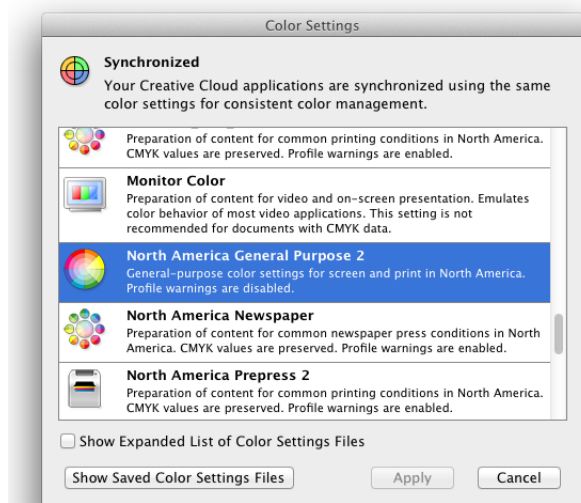 Color Settings
Synchronized
Your Creative Cloud applications are synchronized using the same
color settings for consistent color management.
Preparation of content for common printing conditions in North America.
CMYK values are preserved. Profile warnings are enabled.
Monitor Color
Preparation of content for video and on-screen presentation. Emulates
color behavior of most video applications. This setting is not
recommended for documents with CMYK data.
North America General Purpose 2
General-purpose color settings for screen and print in North America.
Profile warnings are disabled.
North America Newspaper
Preparation of content for common newspaper press conditions in North
America. CMYK values are preserved. Profile warnings are enabled.
North America Prepress 2
Preparation of content for common printing conditions in North America.
CMYK values are preserved. Profile warnings are enabled.
Show Expanded List of Color Settings Files
Show Saved Color Settings Files
Apply
Cancel